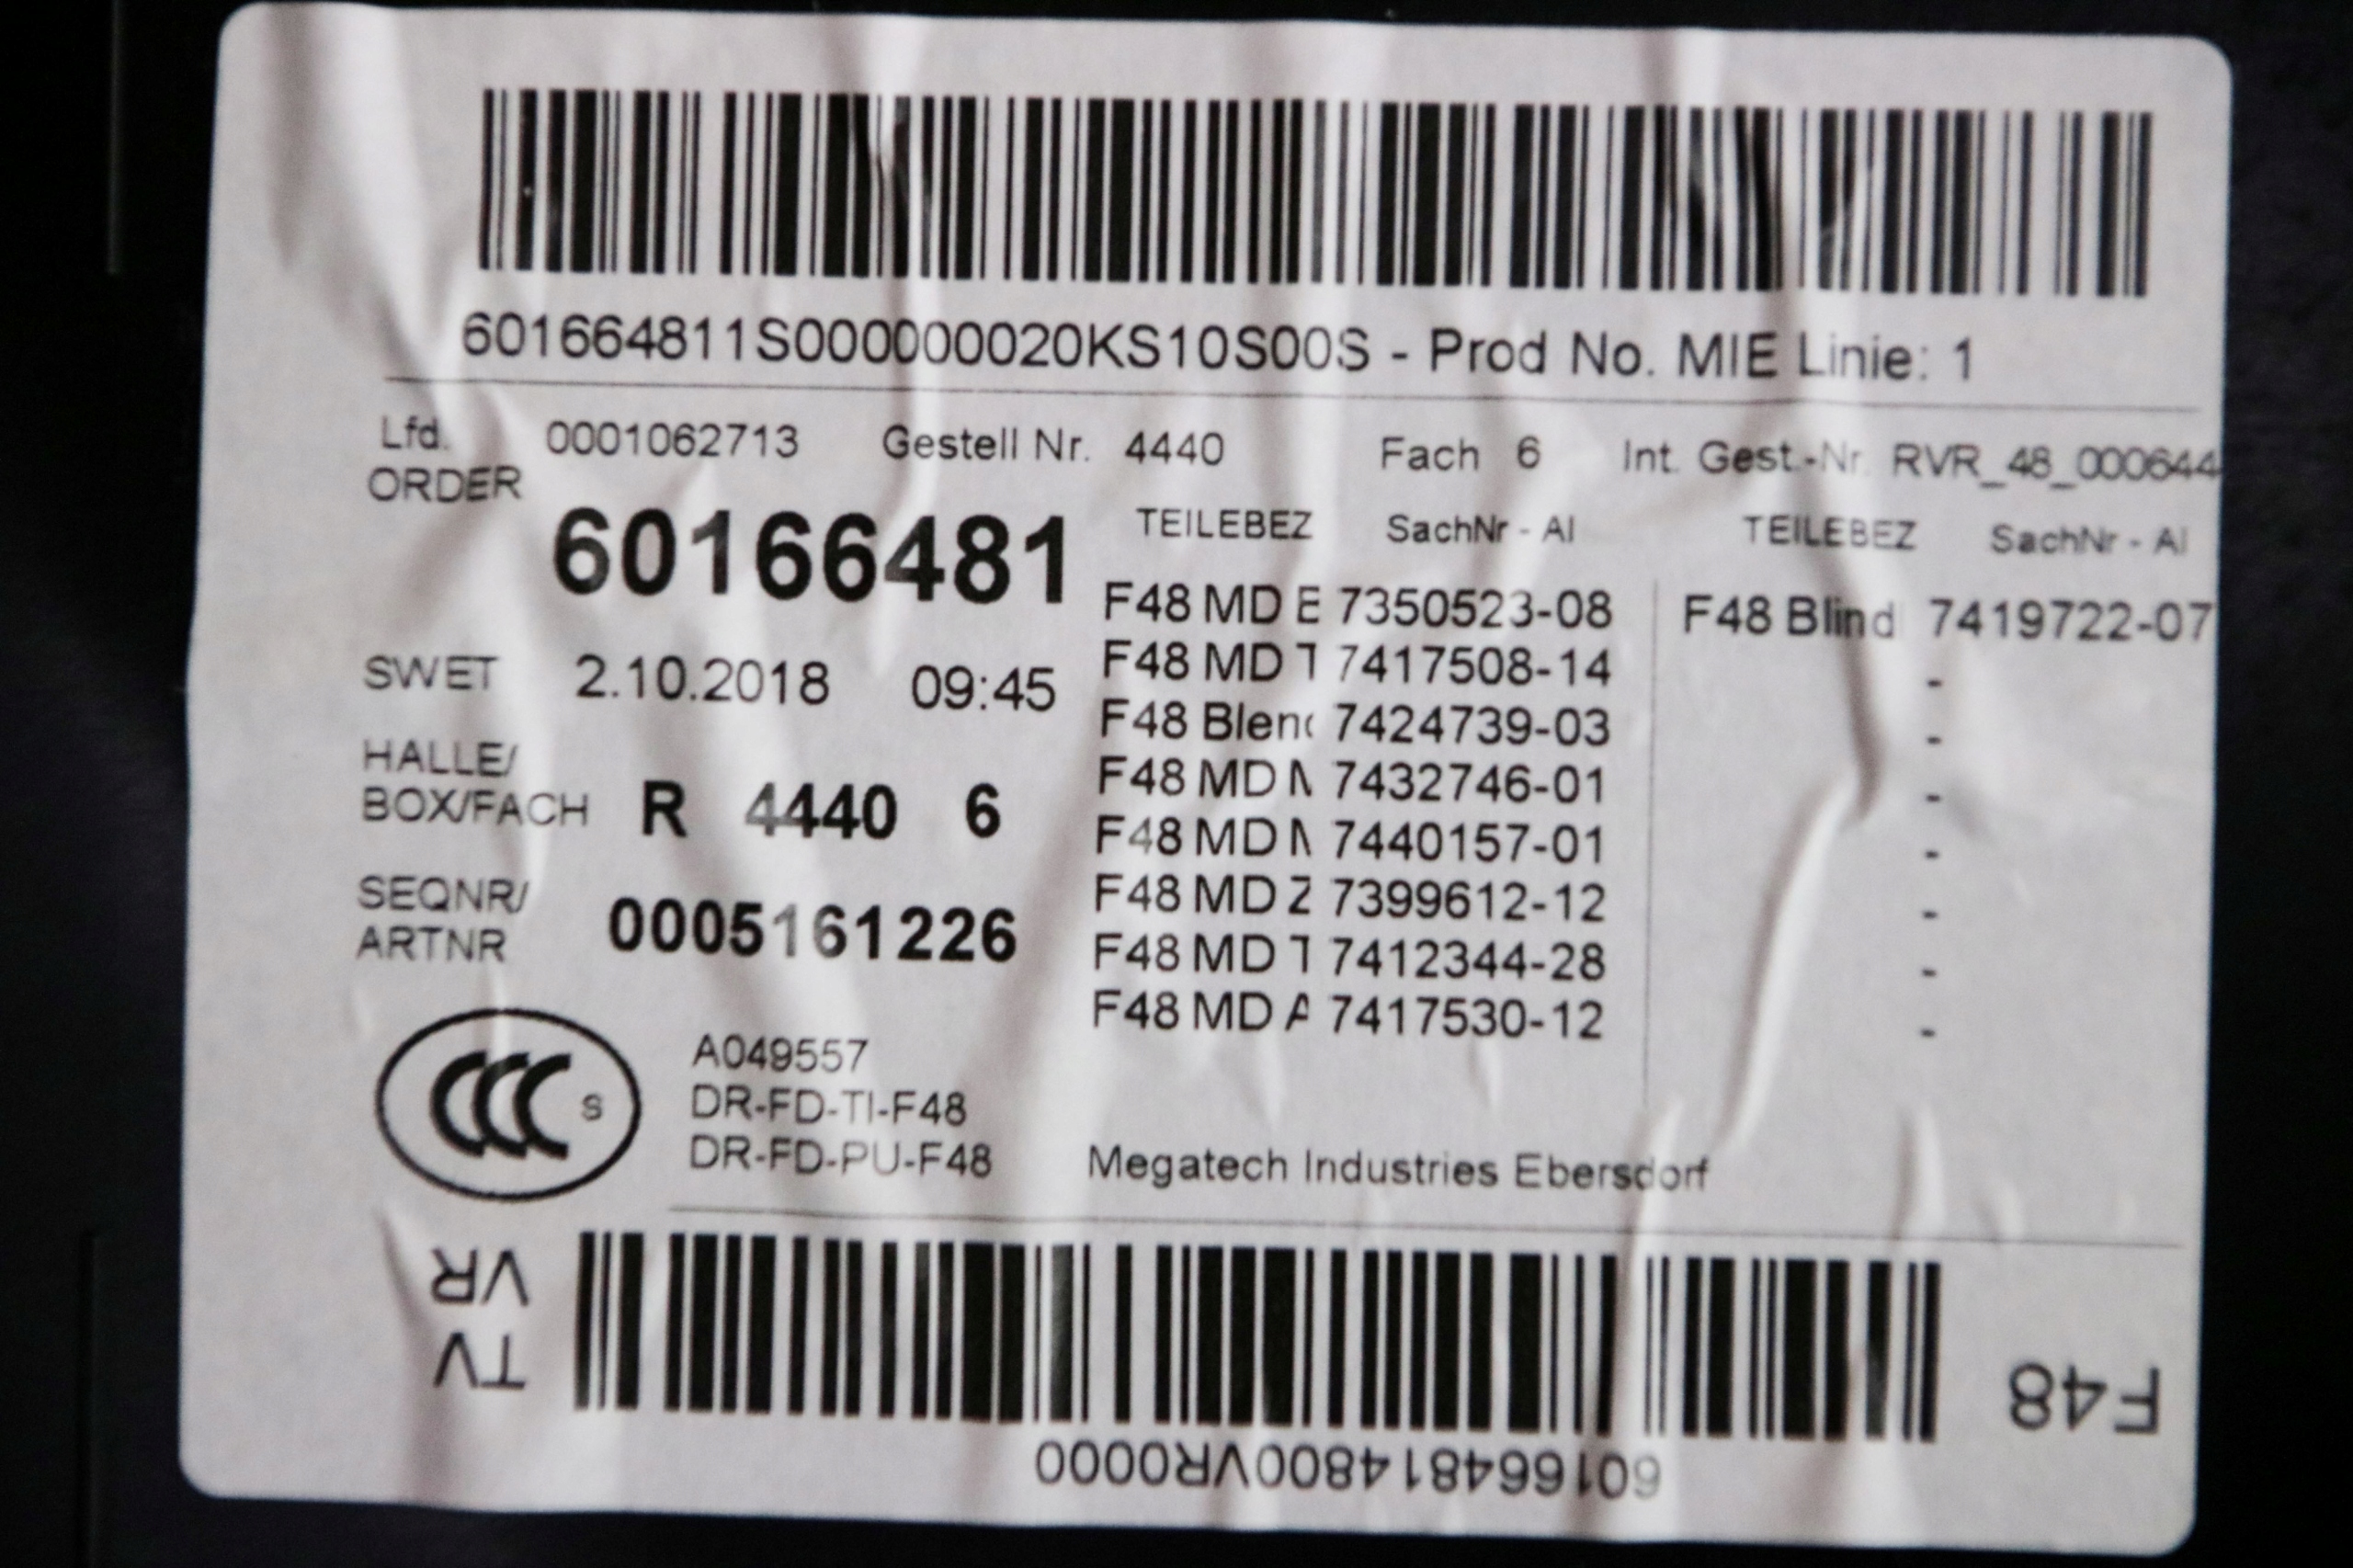 601664811S000000020KS10S00S - Prod No. MIE Linie: 1
Lfd. 0001062713 Gestell Nr. 4440 Fach 6 Int. Gest.-Nr. RVR_48_000644
ORDER 60166481
TEILEBEZ SachNr - AI TEILEBEZ SachNr - AI
F48 MD E 7350523-08 F48 Blind 7419722-07
F48 MD T 7417508-14 -
F48 Blend 7424739-03 -
F48 MD M 7432746-01 -
F48 MD M 7440157-01 -
F48 MD Z 7399612-12 -
F48 MD T 7412344-28 -
F48 MD A 7417530-12 -
SWET 2.10.2018 09:45
HALLE/
BOX/FACH R 4440 6
SEQNR/
ARTNR 0005161226
CCC S
A049557
DR-FD-TI-F48
DR-FD-PU-F48
Megatech Industries Ebersdorf
TV
VR
F48
601664814800VR0000